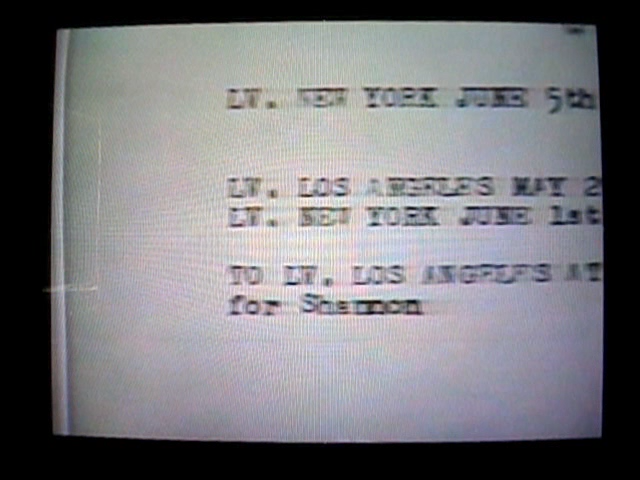 LV. NEW YORK JUNE 5th
LV. LOS ANGELES MAY 2
LV. NEW YORK JUNE 1st
TO LV. LOS ANGELES AT
for Shannon